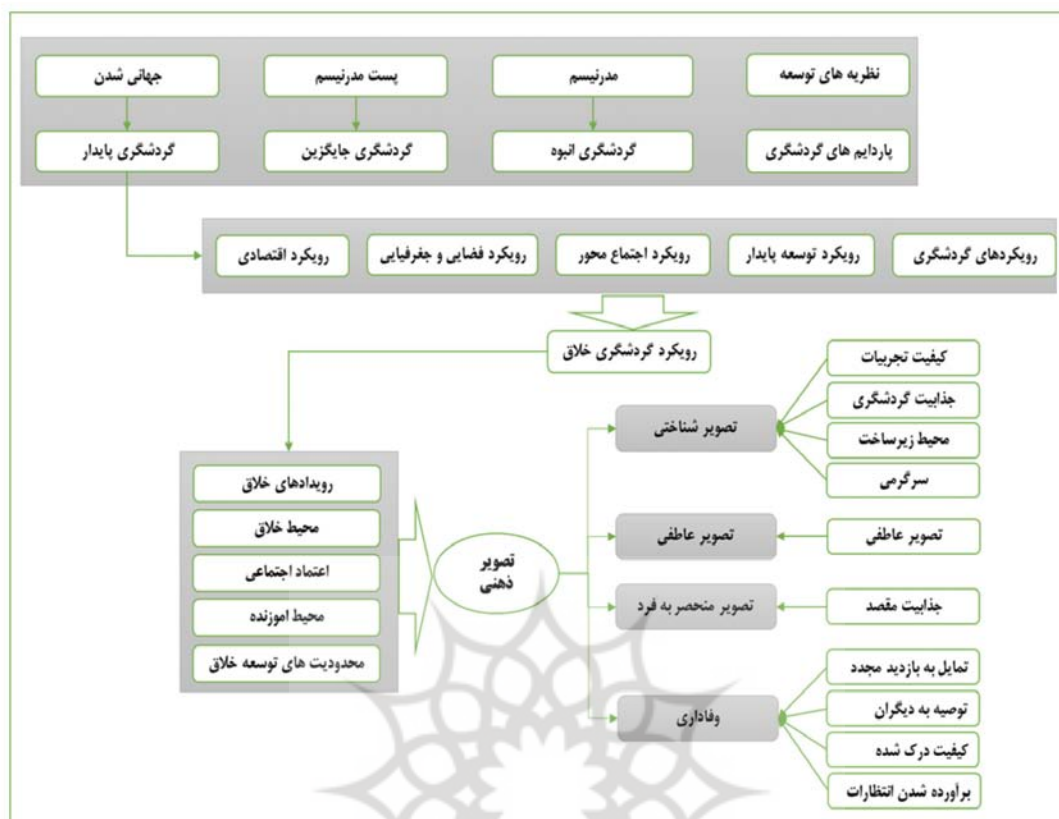 نظریه های توسعه
مدرنیسم
پست مدرنیسم
جهانی شدن
پاردایم های گردشگری
گردشگری انبوه
گردشگری جایگزین
گردشگری پایدار
رویکردهای گردشگری
رویکرد توسعه پایدار
رویکرد اجتماع محور
رویکرد فضایی و جغرفیایی
رویکرد اقتصادی
رویکرد گردشگری خلاق
کیفیت تجربیات
جذابیت گردشگری
محیط زیرساخت
سرگرمی
تصویر شناختی
تصویر عاطفی
تصویر عاطفی
جذابیت مقصد
تصویر منحصر به فرد
تمایل به بازدید مجدد
توصیه به دیگران
کیفیت درک شده
برآورده شدن انتظارات
وفاداری
تصویر
ذهنی
رویدادهای خلاق
محیط خلاق
اعتماد اجتماعی
محیط اموزنده
محدودیت های توسعه خلاق